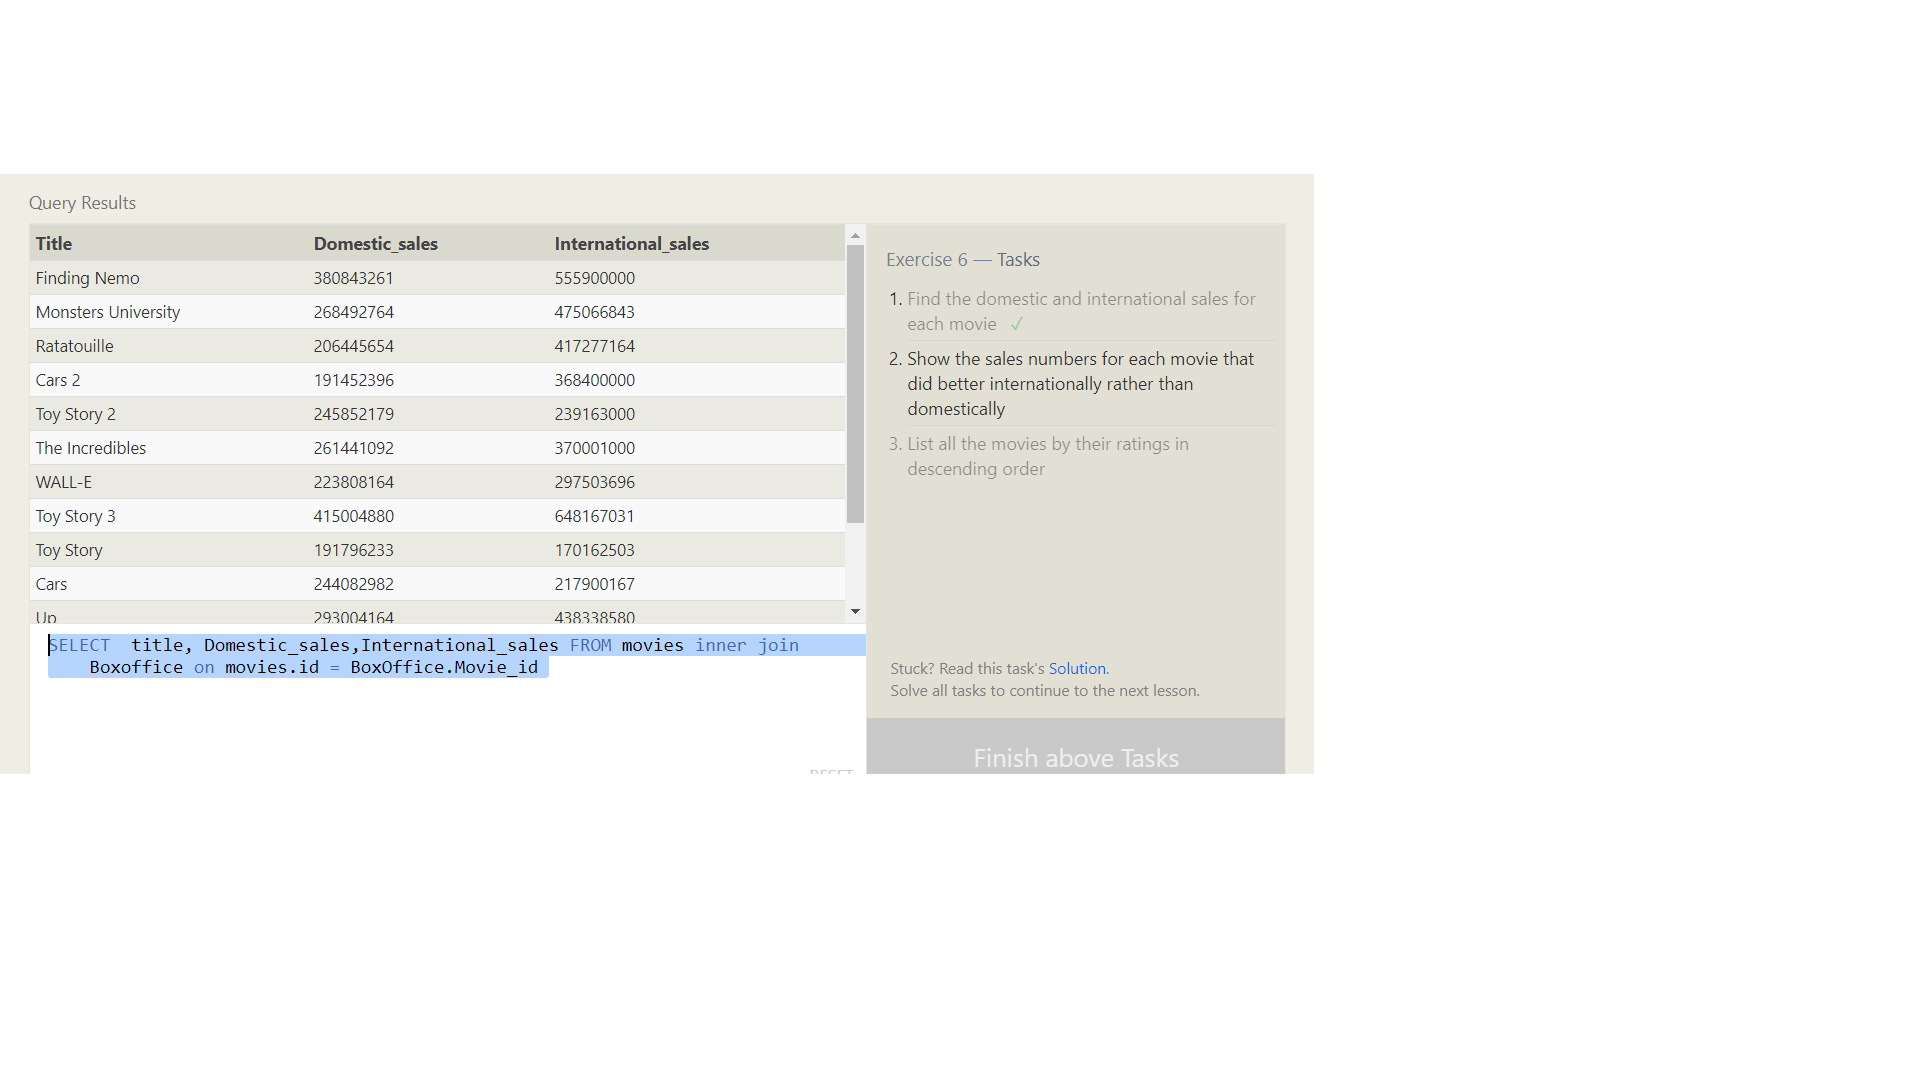 Query Results
Title Domestic_sales International_sales
Finding Nemo 380843261 555900000
Monsters University 268492764 475066843
Ratatouille 206445654 417277164
Cars 2 191452396 368400000
Toy Story 2 245852179 239163000
The Incredibles 261441092 370001000
WALL-E 223808164 297503696
Toy Story 3 415004880 648167031
Toy Story 191796233 170162503
Cars 244082982 217900167
Up 293004164 438338580
SELECT  title, Domestic_sales,International_sales FROM movies inner join
Boxoffice on movies.id = BoxOffice.Movie_id
RESET
Exercise 6 — Tasks
1. Find the domestic and international sales for
each movie ✓
2. Show the sales numbers for each movie that
did better internationally rather than
domestically
3. List all the movies by their ratings in
descending order
Stuck? Read this task's Solution.
Solve all tasks to continue to the next lesson.
Finish above Tasks